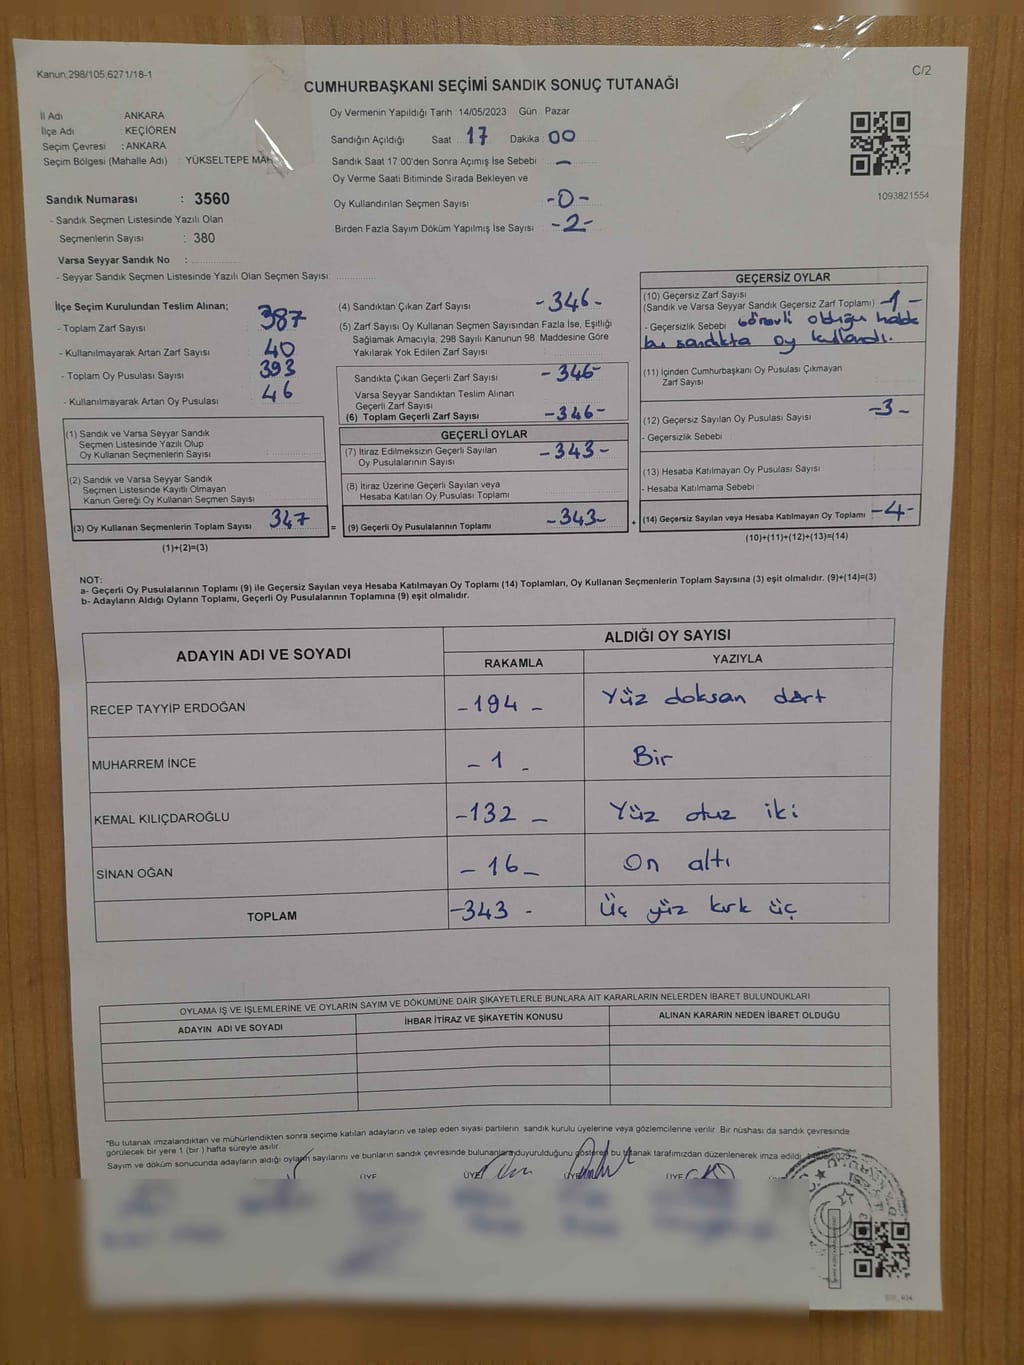 Kanun;298/105,6271/18-1
C/2
CUMHURBAŞKANI SEÇİMİ SANDIK SONUÇ TUTANAĞI
İl Adı : ANKARA
İlçe Adı : KEÇİÖREN
Seçim Çevresi : ANKARA
Seçim Bölgesi (Mahalle Adı) : YÜKSELTEPE MAH
Sandık Numarası : 3560
- Sandık Seçmen Listesinde Yazılı Olan
Seçmenlerin Sayısı : 380
Varsa Seyyar Sandık No :
- Seyyar Sandık Seçmen Listesinde Yazılı Olan Seçmen Sayısı:
Oy Vermenin Yapıldığı Tarih : 14/05/2023 Gün : Pazar
Sandığın Açıldığı Saat : 17 Dakika : 00
Sandık Saat 17.00'den Sonra Açımış İse Sebebi : –
Oy Verme Saati Bitiminde Sırada Bekleyen ve
Oy Kullandırılan Seçmen Sayısı -0-
Birden Fazla Sayım Döküm Yapılmış İse Sayısı -2-
1093821554
İlçe Seçim Kurulundan Teslim Alınan;
- Toplam Zarf Sayısı 387
- Kullanılmayarak Artan Zarf Sayısı 40
- Toplam Oy Pusulası Sayısı 393
- Kullanılmayarak Artan Oy Pusulası 46
(1) Sandık ve Varsa Seyyar Sandık
Seçmen Listesinde Yazılı Olup
Oy Kullanan Seçmenlerin Sayısı
(2) Sandık ve Varsa Seyyar Sandık
Seçmen Listesinde Kayıtlı Olmayan
Kanun Gereği Oy Kullanan Seçmen Sayısı
(3) Oy Kullanan Seçmenlerin Toplam Sayısı 347
(1)+(2)=(3)
(4) Sandıktan Çıkan Zarf Sayısı -346-
(5) Zarf Sayısı Oy Kullanan Seçmen Sayısından Fazla İse, Eşitliği
Sağlamak Amacıyla, 298 Sayılı Kanunun 98 Maddesine Göre
Yakılarak Yok Edilen Zarf Sayısı
Sandıkta Çıkan Geçerli Zarf Sayısı -346-
Varsa Seyyar Sandıktan Teslim Alınan
Geçerli Zarf Sayısı
(6) Toplam Geçerli Zarf Sayısı -346-
GEÇERLİ OYLAR
(7) İtiraz Edilmeksizin Geçerli Sayılan
Oy Pusulalarının Sayısı -343-
(8) İtiraz Üzerine Geçerli Sayılan veya
Hesaba Katılan Oy Pusulası Toplamı
= (9) Geçerli Oy Pusulalarının Toplamı -343- +
GEÇERSİZ OYLAR
(10) Geçersiz Zarf Sayısı
(Sandık ve Varsa Seyyar Sandık Geçersiz Zarf Toplamı) -1-
- Geçersizlik Sebebi Görevli olduğu halde
bu sandıkta oy kullandı.
(11) İçinden Cumhurbaşkanı Oy Pusulası Çıkmayan
Zarf Sayısı
(12) Geçersiz Sayılan Oy Pusulası Sayısı -3-
- Geçersizlik Sebebi
(13) Hesaba Katılmayan Oy Pusulası Sayısı
- Hesaba Katılmama Sebebi
(14) Geçersiz Sayılan veya Hesaba Katılmayan Oy Toplamı -4-
(10)+(11)+(12)+(13)=(14)
NOT:
a- Geçerli Oy Pusulalarının Toplamı (9) ile Geçersiz Sayılan veya Hesaba Katılmayan Oy Toplamı (14) Toplamları, Oy Kullanan Seçmenlerin Toplam Sayısına (3) eşit olmalıdır. (9)+(14)=(3)
b- Adayların Aldığı Oyların Toplamı, Geçerli Oy Pusulalarının Toplamına (9) eşit olmalıdır.
ADAYIN ADI VE SOYADI ALDIĞI OY SAYISI
RAKAMLA YAZIYLA
RECEP TAYYİP ERDOĞAN -194- Yüz doksan dört
MUHARREM İNCE -1- Bir
KEMAL KILIÇDAROĞLU -132- Yüz otuz iki
SİNAN OĞAN -16- On altı
TOPLAM -343- Üç yüz kırk üç
OYLAMA İŞ VE İŞLEMLERİNE VE OYLARIN SAYIM VE DÖKÜMÜNE DAİR ŞİKAYETLERLE BUNLARA AİT KARARLARIN NELERDEN İBARET BULUNDUKLARI
ADAYIN ADI VE SOYADI İHBAR İTİRAZ VE ŞİKAYETİN KONUSU ALINAN KARARIN NEDEN İBARET OLDUĞU
"Bu tutanak imzalandıktan ve mühürlendikten sonra seçime katılan adayların ve talep eden siyasi partilerin sandık kurulu üyelerine veya gözlemcilerine verilir. Bir nüshası da sandık çevresinde
görülecek bir yere 1 (bir ) hafta süreyle asılır.
Sayım ve döküm sonucunda adayların aldığı oyların sayılarını ve bunların sandık çevresinde bulunanlara duyurulduğunu gösteren bu tutanak tarafımızdan düzenlenerek imza edildi.
ÜYE ÜYE ÜYE ÜYE